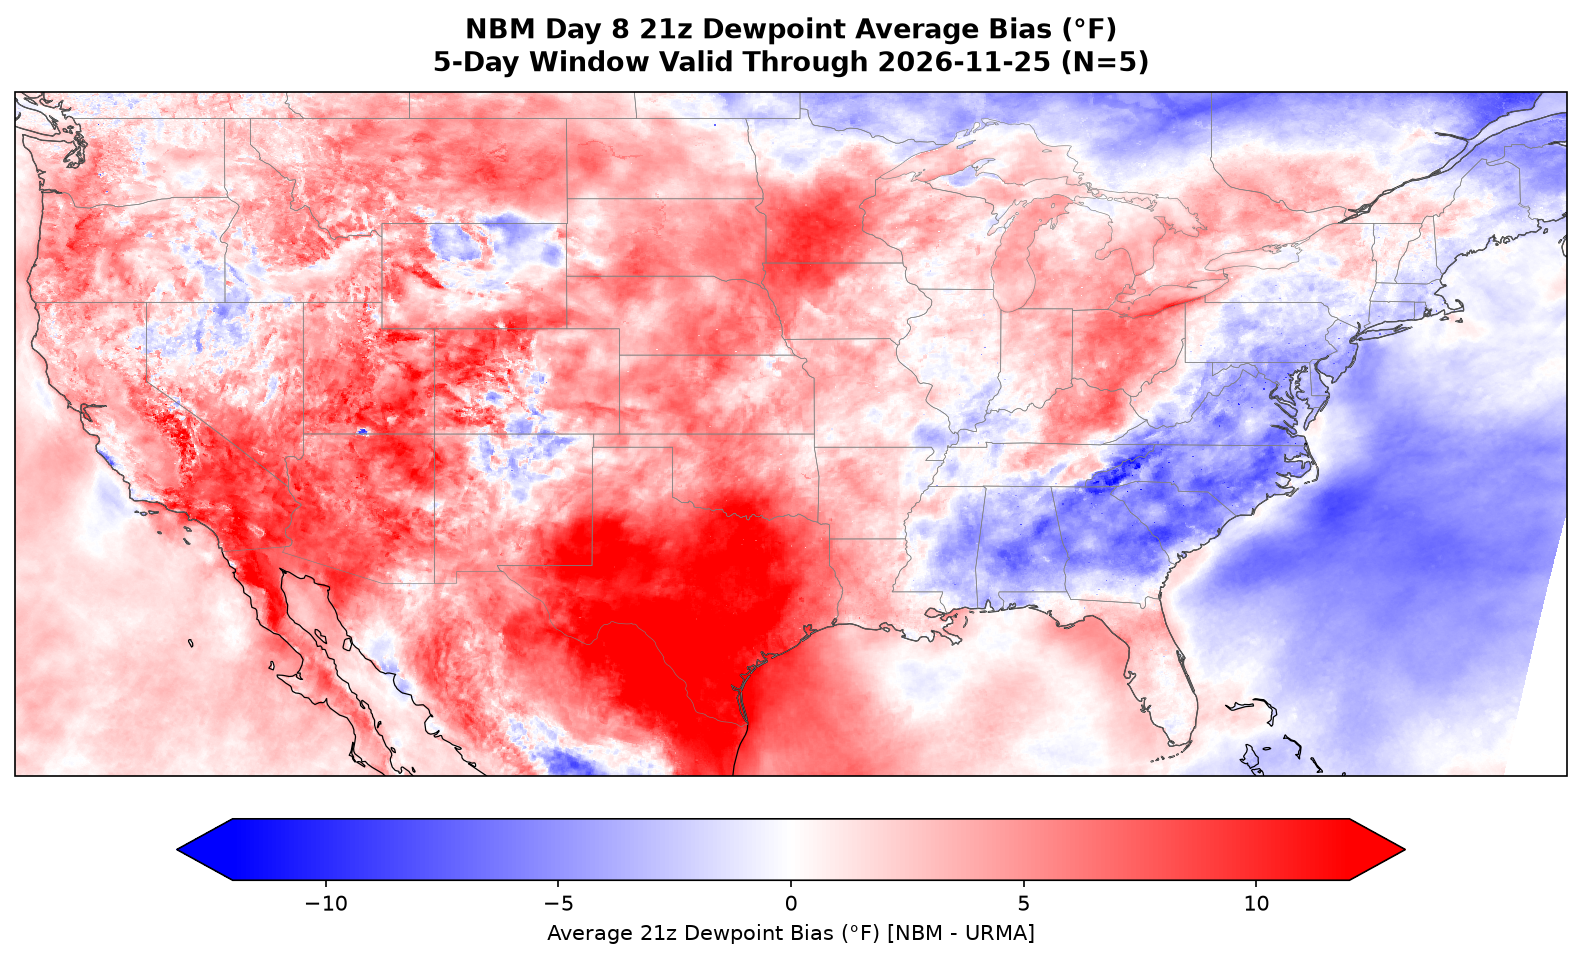 NBM Day 8 21z Dewpoint Average Bias (°F)
5-Day Window Valid Through 2026-11-25 (N=5)
−10 −5 0 5 10
Average 21z Dewpoint Bias (°F) [NBM - URMA]